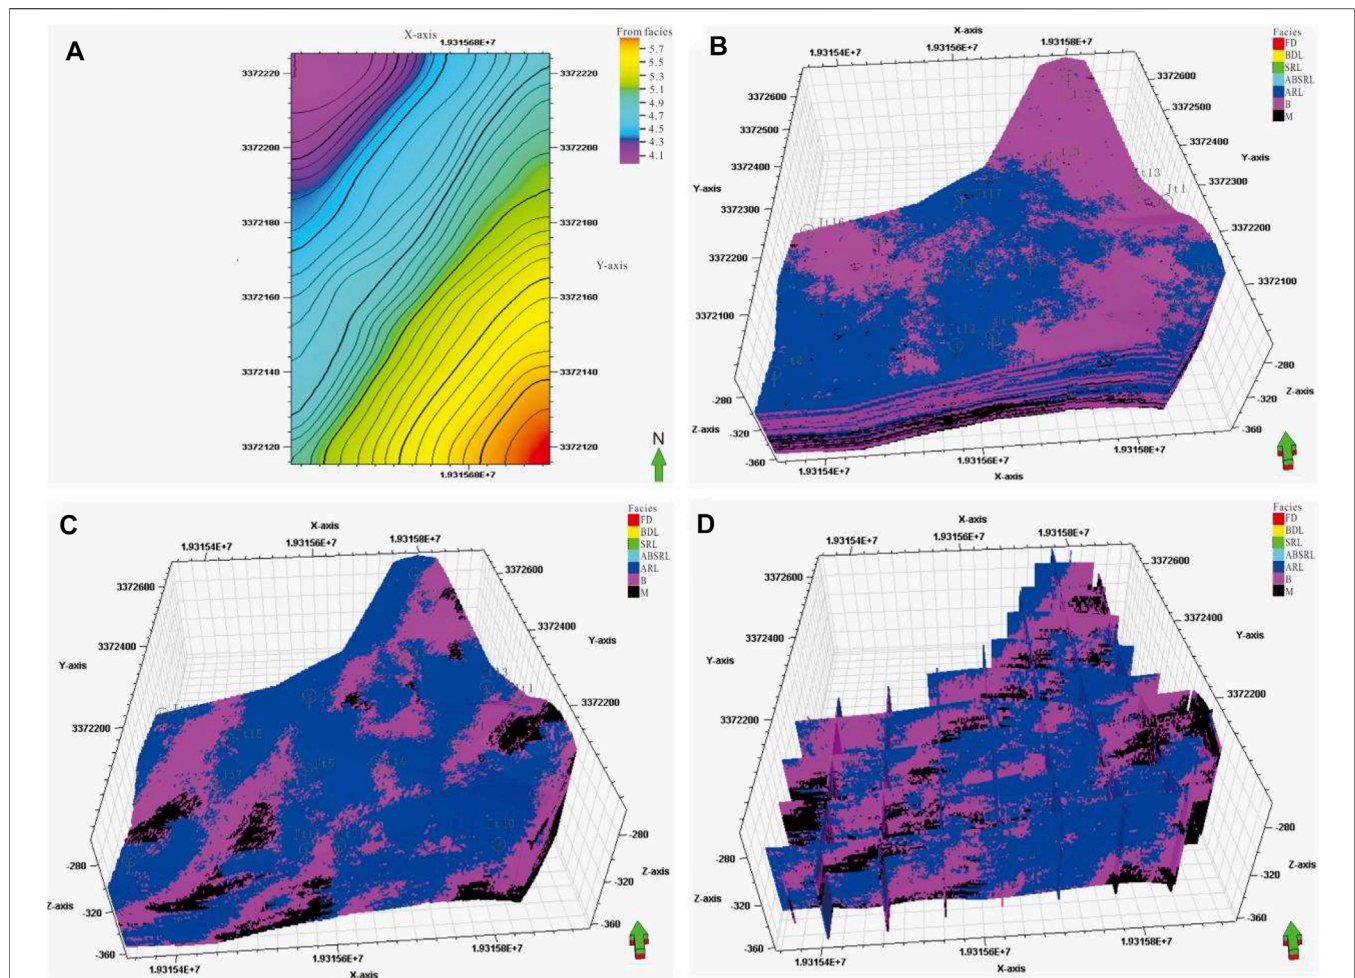 A
X-axis
1.931568E+7
From facies
5.7
5.5
5.3
5.1
4.9
4.7
4.5
4.3
4.1
3372220
3372220
3372200
3372200
3372180
3372180
Y-axis
3372160
3372160
3372140
3372140
3372120
3372120
1.931568E+7
N
B
X-axis
1.93154E+7
1.93156E+7
1.93158E+7
Facies
FD
BDL
SRL
ABSRL
ARL
B
M
3372600
3372500
3372400
Y-axis
3372300
3372200
3372100
3372600
3372500
3372400
Y-axis
3372300
3372200
3372100
Jt13
Jt1
Jt16
Jt17
Jt12
-280
Z-axis
-320
-360
-280
-320
Z-axis
-360
1.93154E+7
1.93156E+7
1.93158E+7
X-axis
C
X-axis
1.93154E+7
1.93156E+7
1.93158E+7
Facies
FD
BDL
SRL
ABSRL
ARL
B
M
3372600
3372400
Y-axis
3372200
3372600
3372400
Y-axis
3372200
-280
Z-axis
-320
-360
-280
Z-axis
-320
-360
1.93154E+7
1.93156E+7
1.93158E+7
X-axis
D
X-axis
1.93154E+7
1.93156E+7
1.93158E+7
Facies
FD
BDL
SRL
ABSRL
ARL
B
M
3372600
3372400
Y-axis
3372200
3372600
3372400
Y-axis
3372200
-280
Z-axis
-320
-360
-280
Z-axis
-320
-360
1.93154E+7
1.93156E+7
1.93158E+7
X-axis